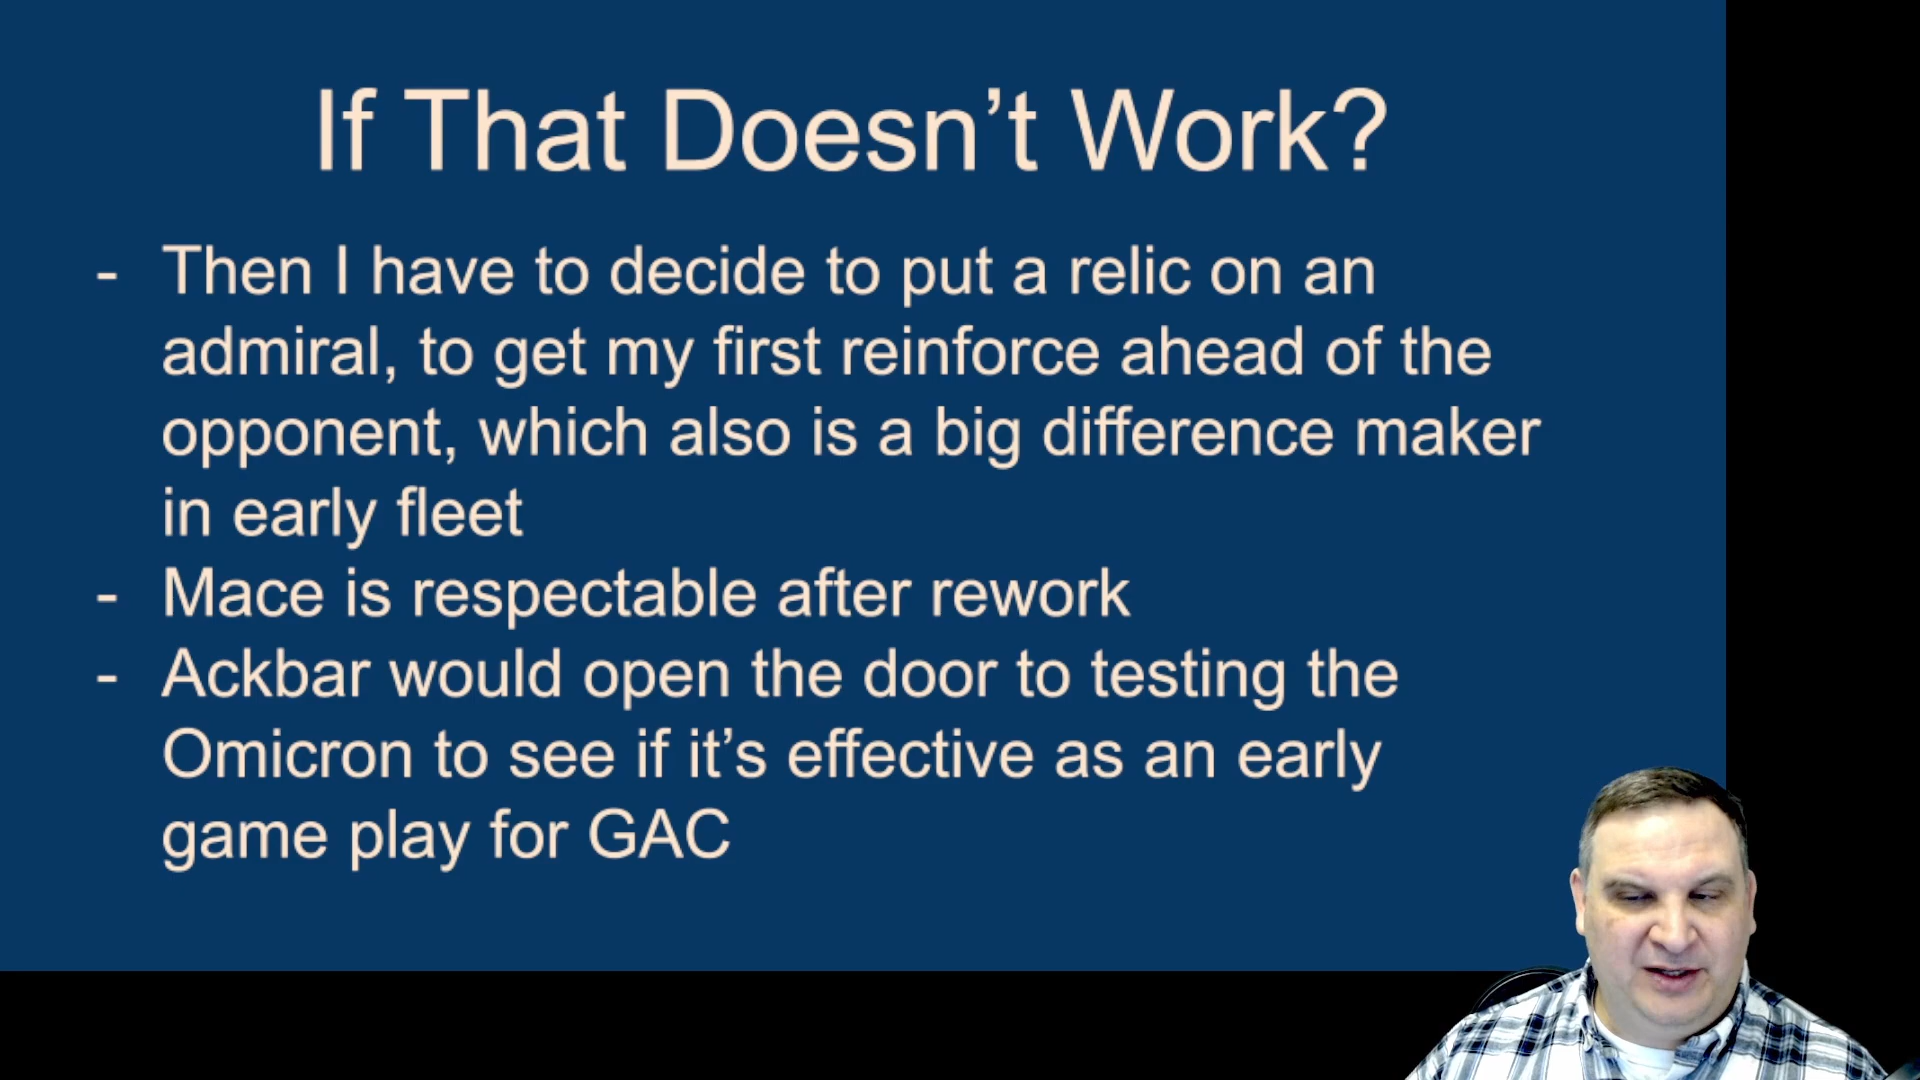 If That Doesn’t Work?
- Then I have to decide to put a relic on an
admiral, to get my first reinforce ahead of the
opponent, which also is a big difference maker
in early fleet
- Mace is respectable after rework
- Ackbar would open the door to testing the
Omicron to see if it’s effective as an early
game play for GAC